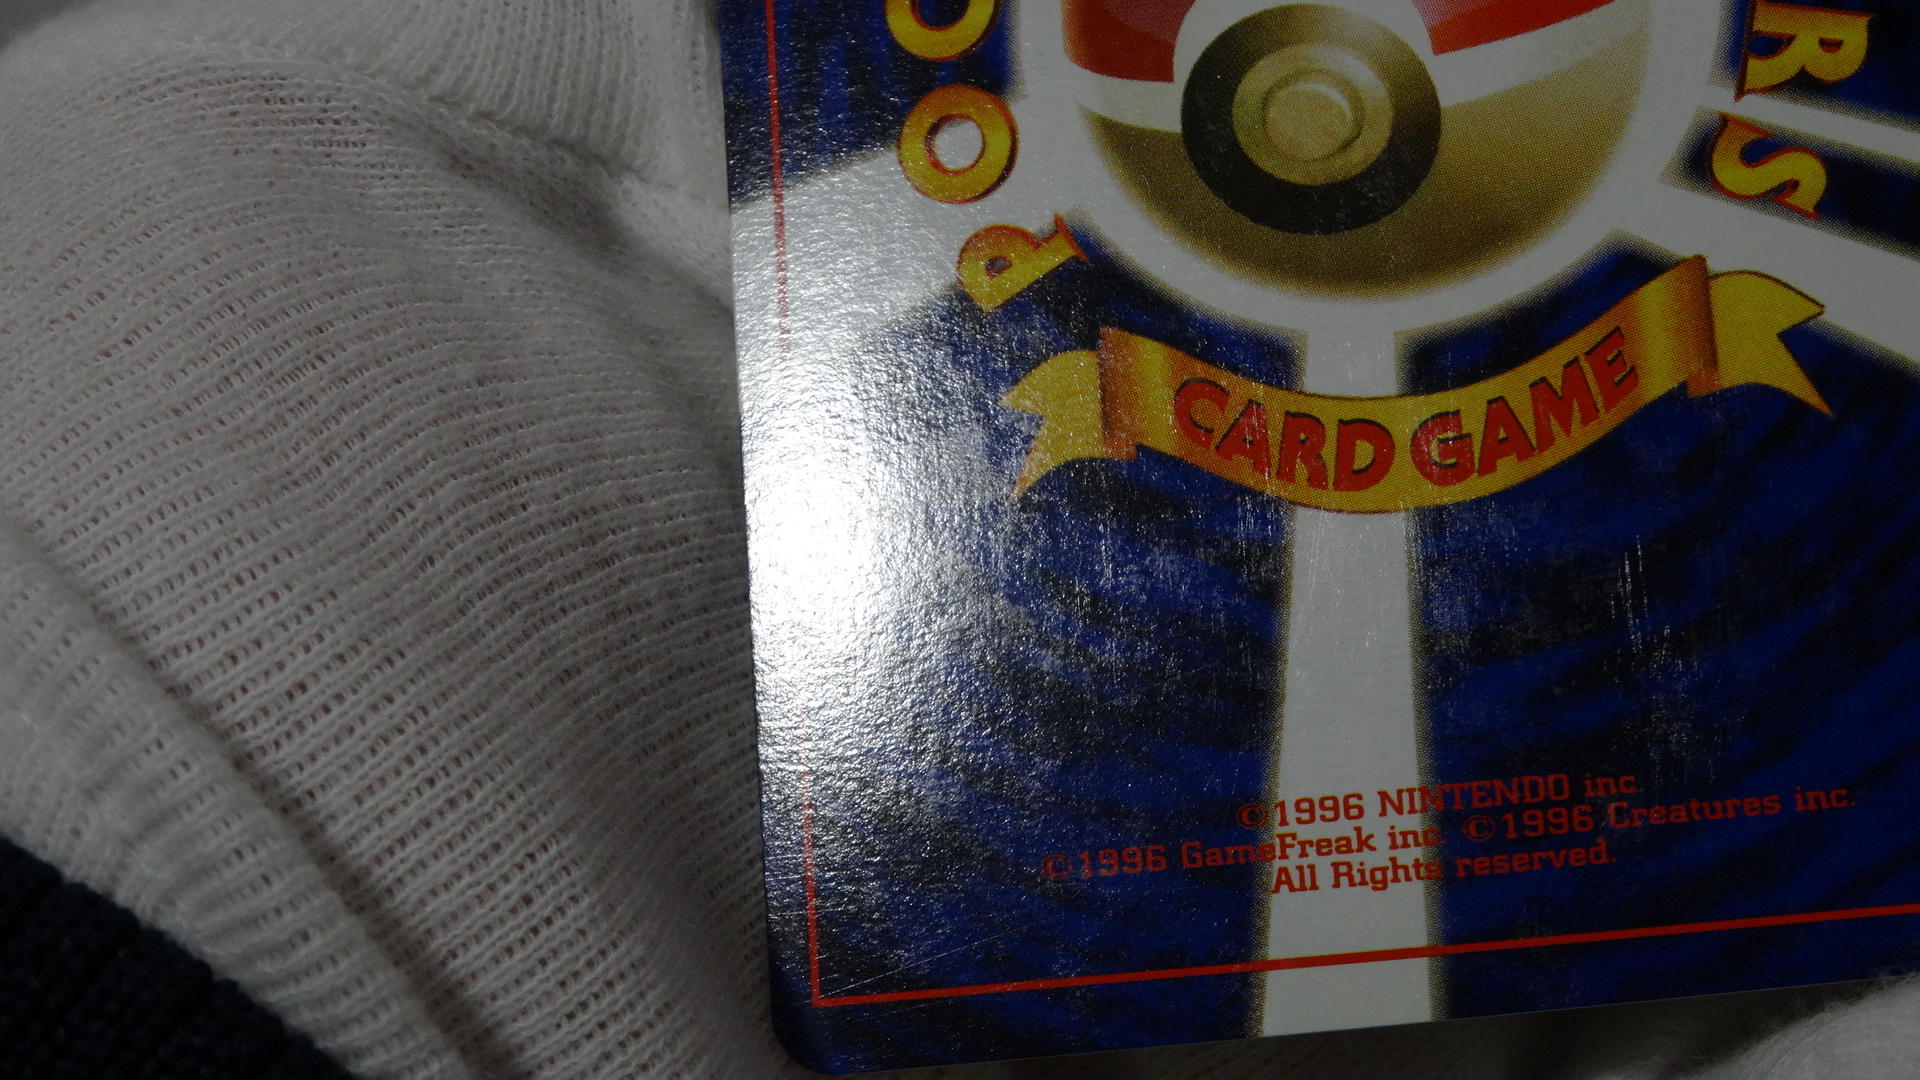 O
O
P
R
S
CARD GAME
©1996 NINTENDO inc.
©1996 GameFreak inc. ©1996 Creatures inc.
All Rights reserved.